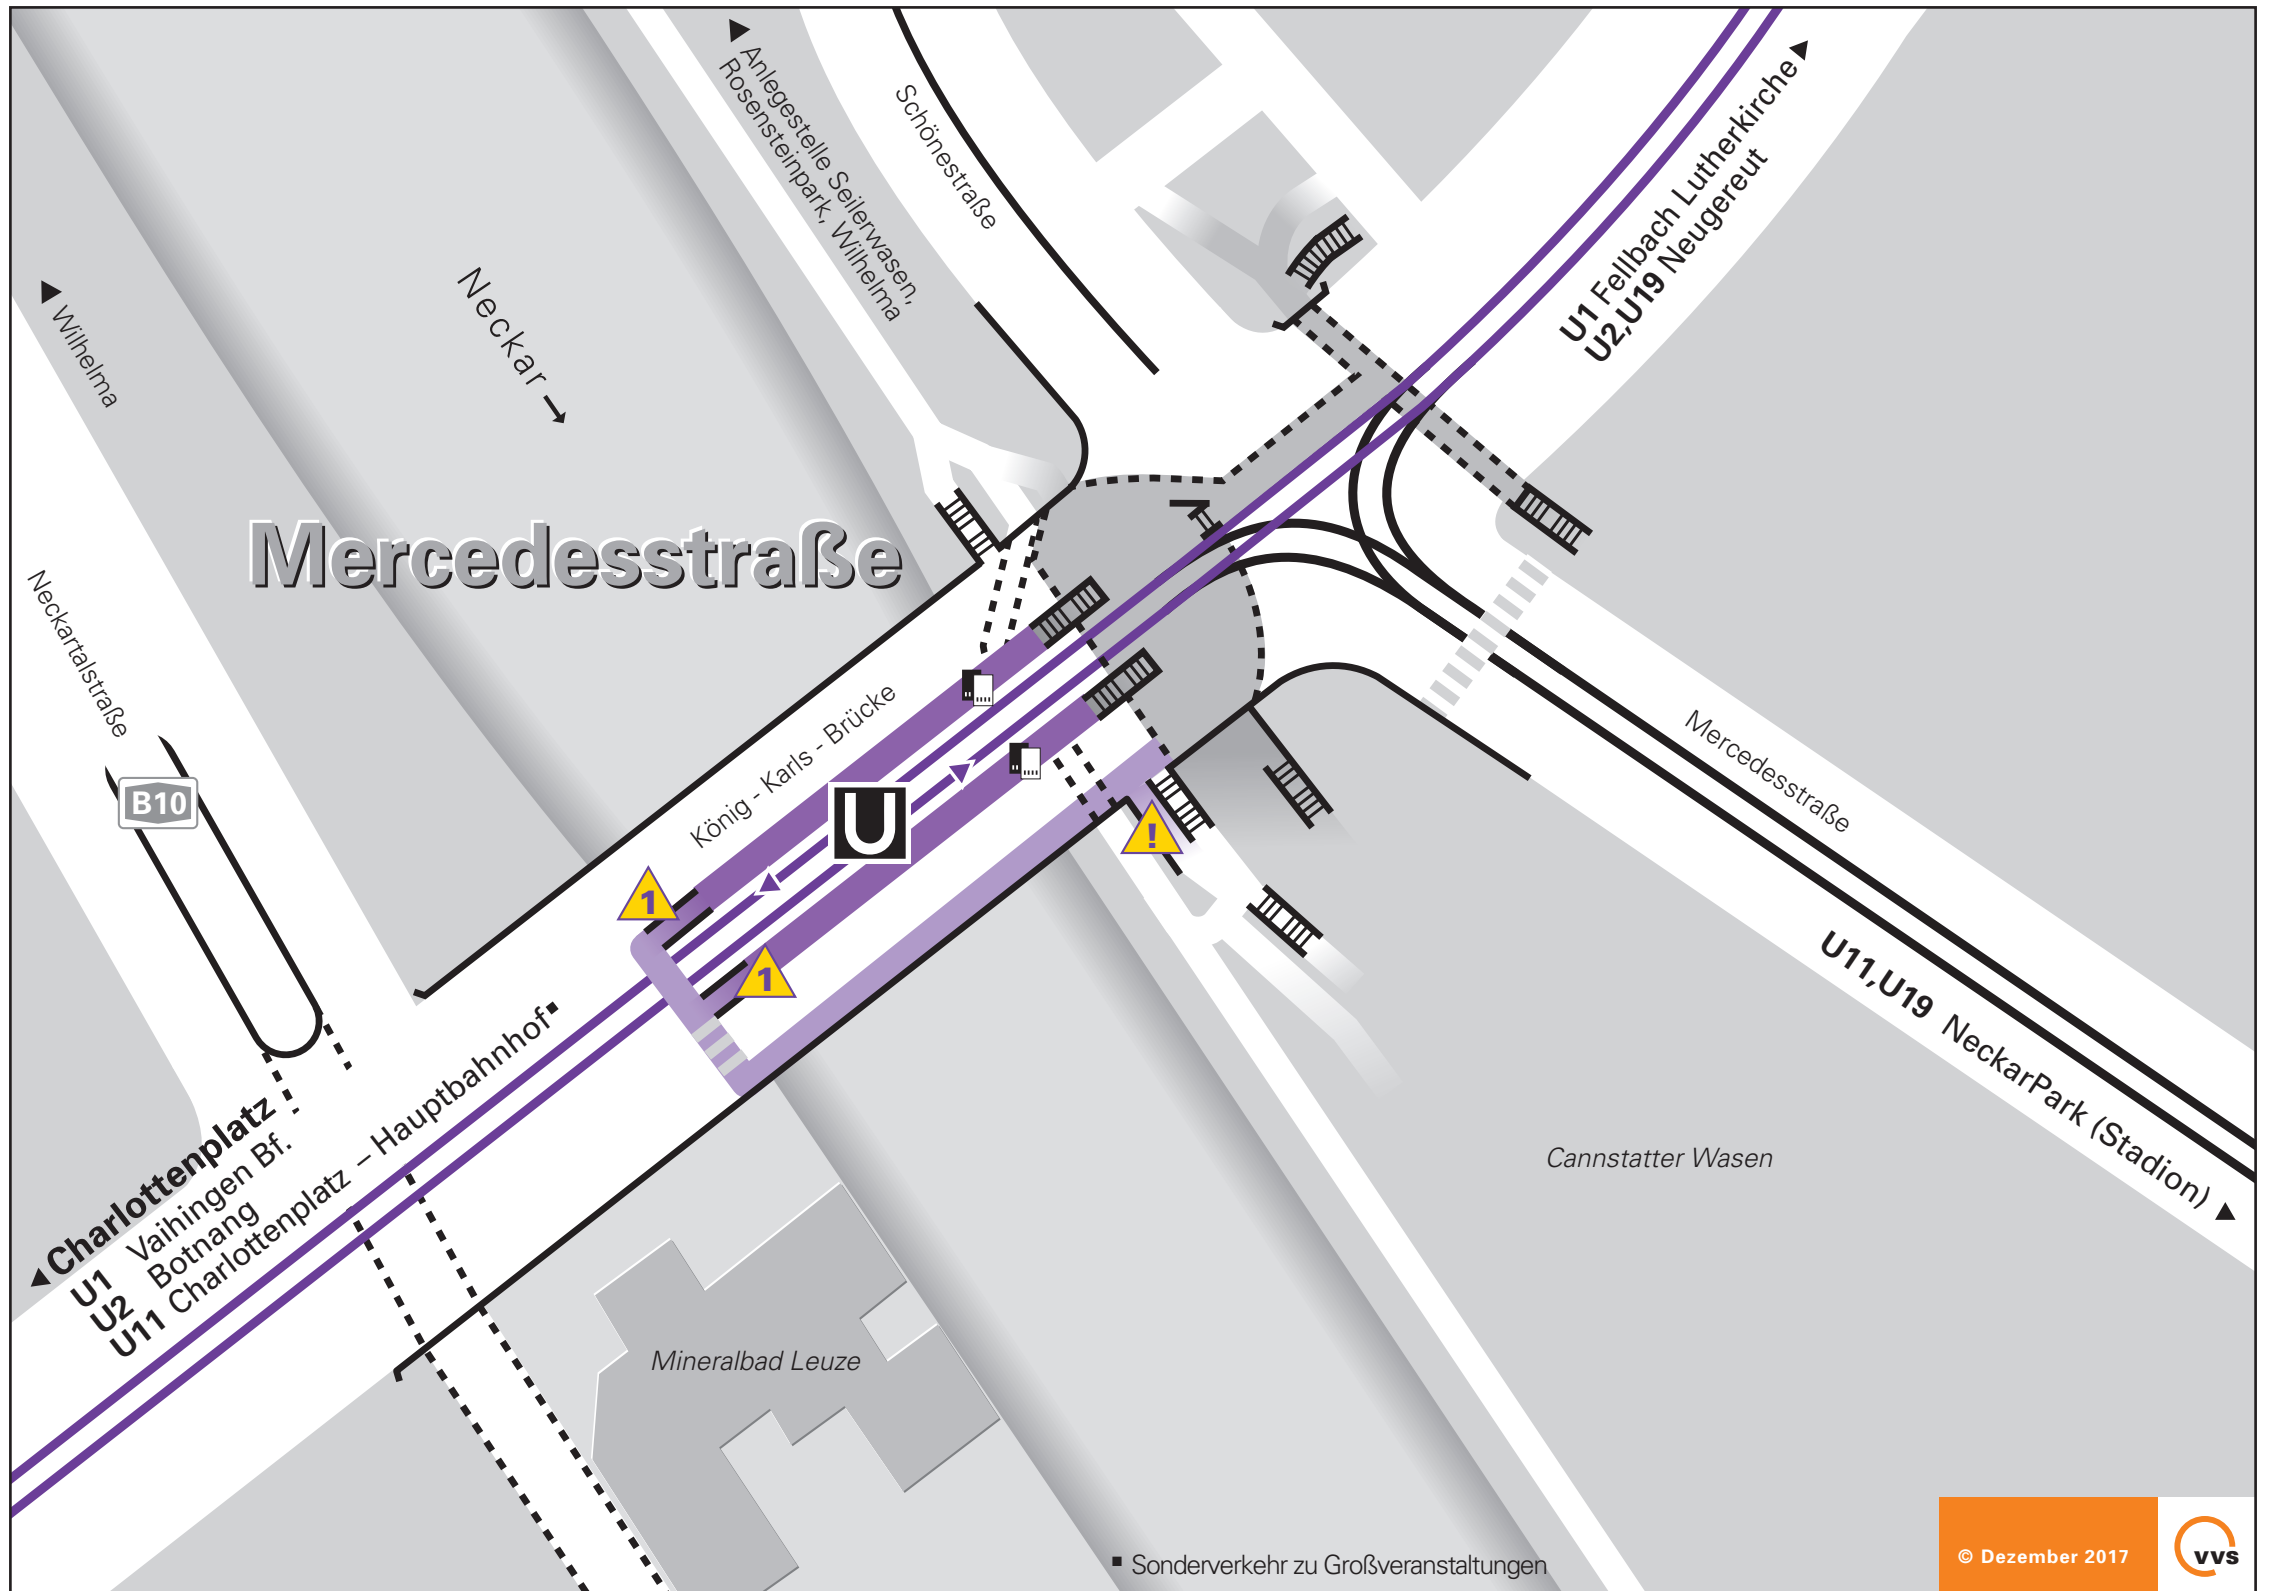 Anlegestelle Seilerwasen,
Rosensteinpark, Wilhelma
Schönestraße
U1 Fellbach Lutherkirche
U2,U19 Neugereut
Wilhelma
Neckar
Mercedesstraße
Neckartalstraße
B10
König - Karls - Brücke
U
1
1
!
Mercedesstraße
U11,U19 NeckarPark (Stadion)
Charlottenplatz
U1 Vaihingen Bf.
U2 Botnang
U11 Charlottenplatz – Hauptbahnhof▪
Cannstatter Wasen
Mineralbad Leuze
▪ Sonderverkehr zu Großveranstaltungen
© Dezember 2017
vvs